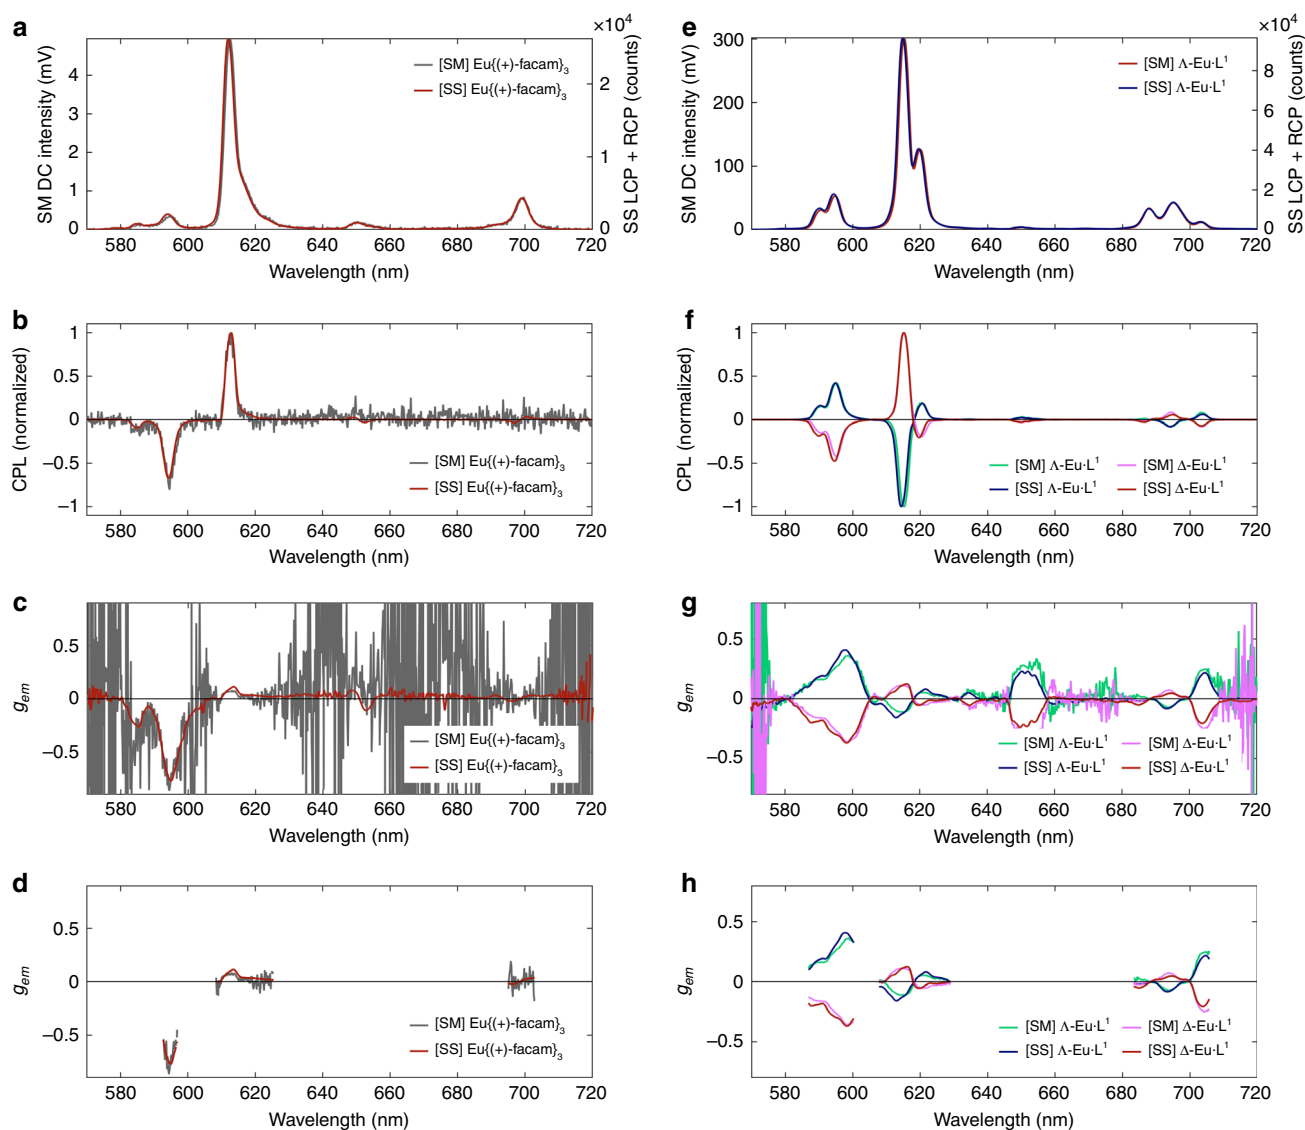 a
×10⁴
SM DC intensity (mV)
4
3
2
1
0
2
1
0
SS LCP + RCP (counts)
[SM] Eu{(+)-facam}₃
[SS] Eu{(+)-facam}₃
580 600 620 640 660 680 700 720
Wavelength (nm)
b
CPL (normalized)
1
0.5
0
−0.5
−1
[SM] Eu{(+)-facam}₃
[SS] Eu{(+)-facam}₃
580 600 620 640 660 680 700 720
Wavelength (nm)
c
gem
0.5
0
−0.5
[SM] Eu{(+)-facam}₃
[SS] Eu{(+)-facam}₃
580 600 620 640 660 680 700 720
Wavelength (nm)
d
gem
0.5
0
−0.5
[SM] Eu{(+)-facam}₃
[SS] Eu{(+)-facam}₃
580 600 620 640 660 680 700 720
Wavelength (nm)
e
×10⁴
SM DC intensity (mV)
300
200
100
0
8
6
4
2
0
SS LCP + RCP (counts)
[SM] Λ-Eu·L¹
[SS] Λ-Eu·L¹
580 600 620 640 660 680 700 720
Wavelength (nm)
f
CPL (normalized)
1
0.5
0
−0.5
−1
[SM] Λ-Eu·L¹ [SM] Δ-Eu·L¹
[SS] Λ-Eu·L¹ [SS] Δ-Eu·L¹
580 600 620 640 660 680 700 720
Wavelength (nm)
g
gem
0.5
0
−0.5
[SM] Λ-Eu·L¹ [SM] Δ-Eu·L¹
[SS] Λ-Eu·L¹ [SS] Δ-Eu·L¹
580 600 620 640 660 680 700 720
Wavelength (nm)
h
gem
0.5
0
−0.5
[SM] Λ-Eu·L¹ [SM] Δ-Eu·L¹
[SS] Λ-Eu·L¹ [SS] Δ-Eu·L¹
580 600 620 640 660 680 700 720
Wavelength (nm)